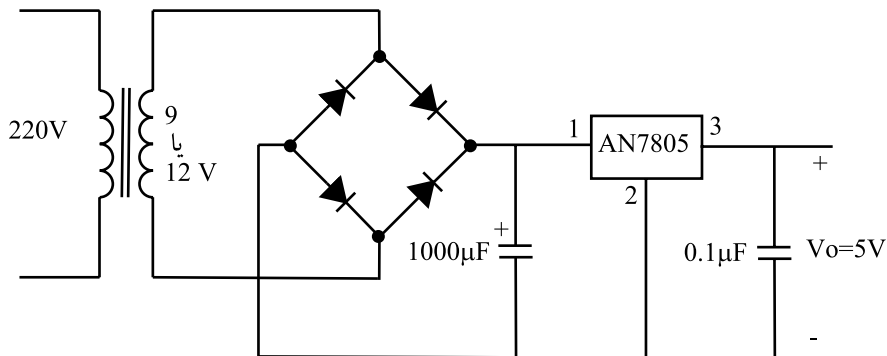 220V
9
یا
12 V
1000µF
+
1
AN7805
3
2
0.1µF
+
Vo=5V
-